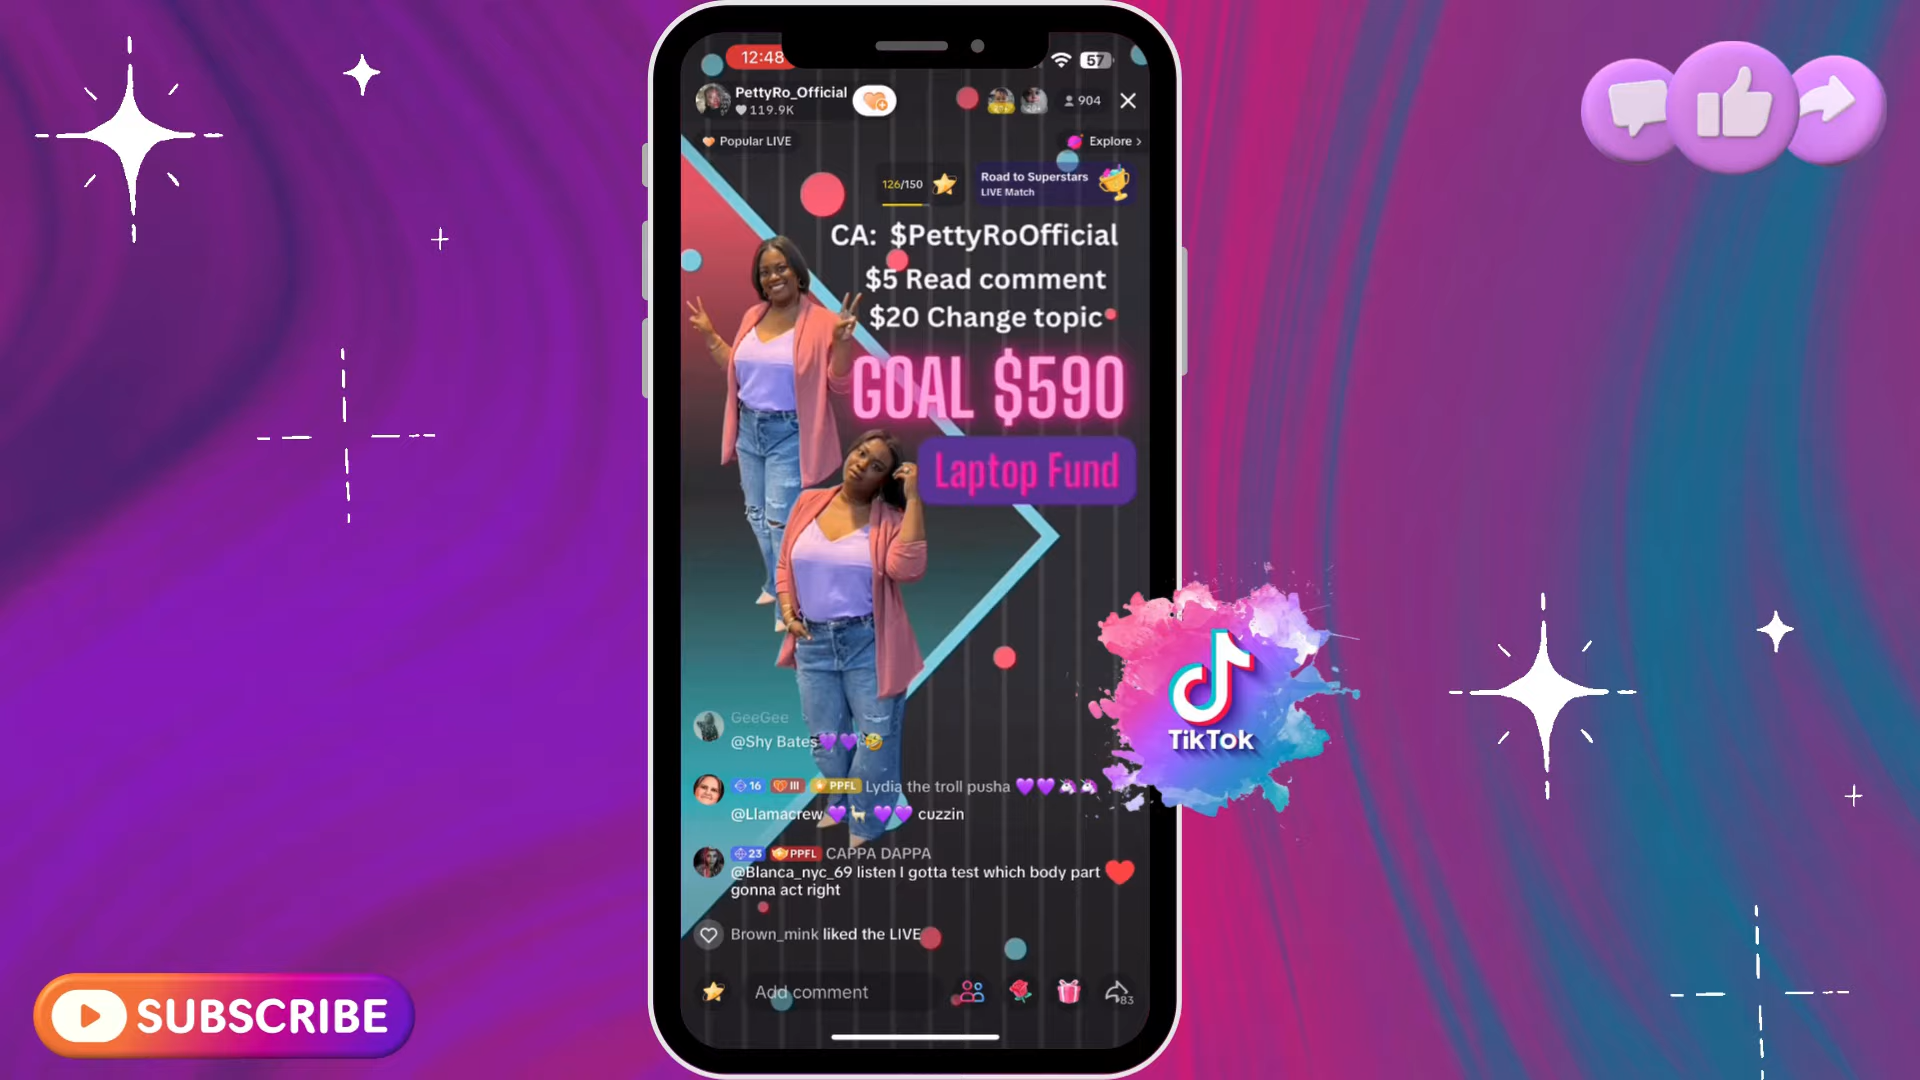 12:48
57
PettyRo_Official
119.9K
904
Popular LIVE
Explore >
126/150
Road to Superstars
LIVE Match
CA: $PettyRoOfficial
$5 Read comment
$20 Change topic
GOAL $590
Laptop Fund
TikTok
GeeGee
@Shy Bates💜💜🤣
16 III PPFL Lydia the troll pusha 💜💜🦄🦄
@Llamacrew💜🦙💜💜 cuzzin
23 PPFL CAPPA DAPPA
@Blanca_nyc_69 listen I gotta test which body part
gonna act right
Brown_mink liked the LIVE
Add comment
83
SUBSCRIBE